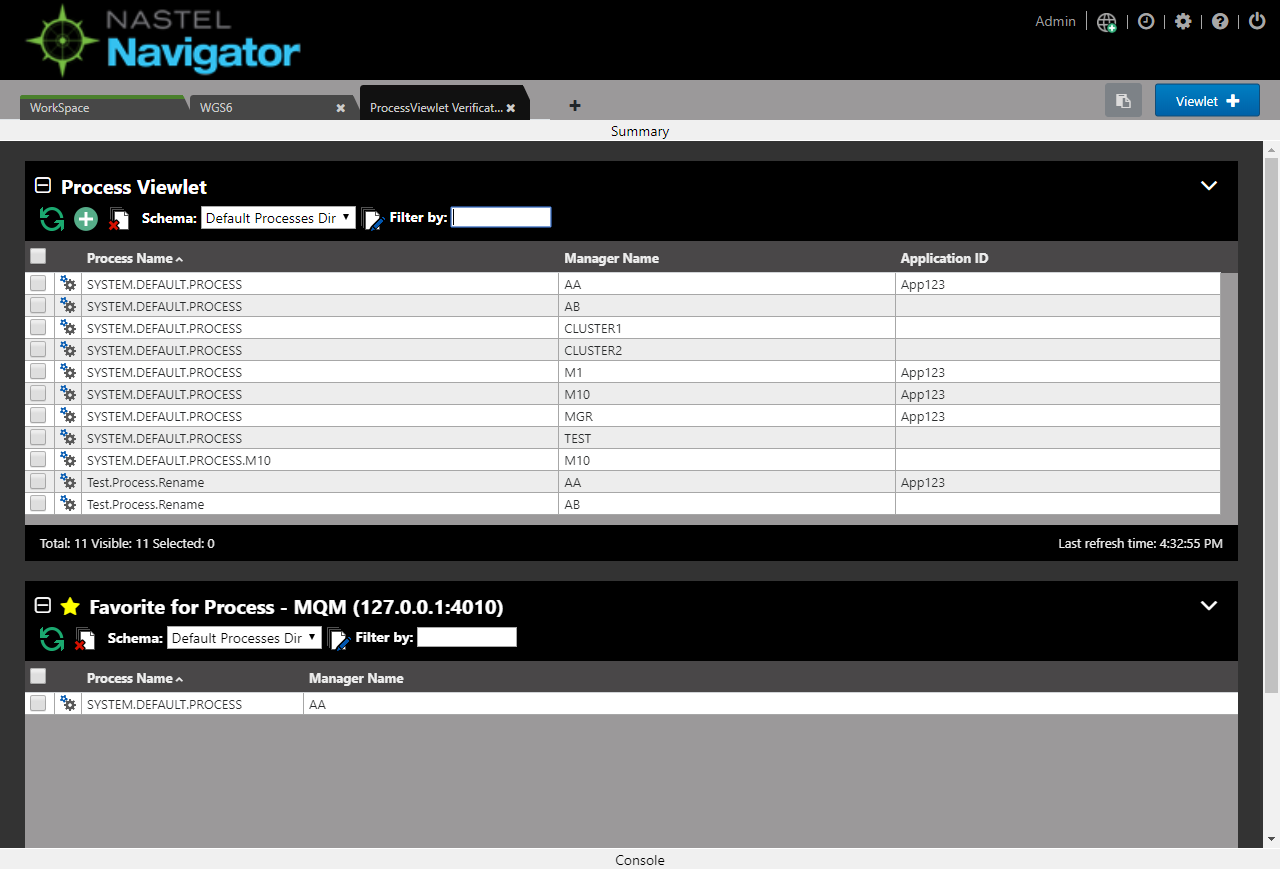 NASTEL
Navigator
Admin
WorkSpace
WGS6
ProcessViewlet Verificat...
Viewlet
Summary
Process Viewlet
Schema: Default Processes Dir Filter by:
Process Name Manager Name Application ID
SYSTEM.DEFAULT.PROCESS AA App123
SYSTEM.DEFAULT.PROCESS AB
SYSTEM.DEFAULT.PROCESS CLUSTER1
SYSTEM.DEFAULT.PROCESS CLUSTER2
SYSTEM.DEFAULT.PROCESS M1 App123
SYSTEM.DEFAULT.PROCESS M10 App123
SYSTEM.DEFAULT.PROCESS MGR App123
SYSTEM.DEFAULT.PROCESS TEST
SYSTEM.DEFAULT.PROCESS.M10 M10
Test.Process.Rename AA App123
Test.Process.Rename AB
Total: 11 Visible: 11 Selected: 0 Last refresh time: 4:32:55 PM
Favorite for Process - MQM (127.0.0.1:4010)
Schema: Default Processes Dir Filter by:
Process Name Manager Name
SYSTEM.DEFAULT.PROCESS AA
Console